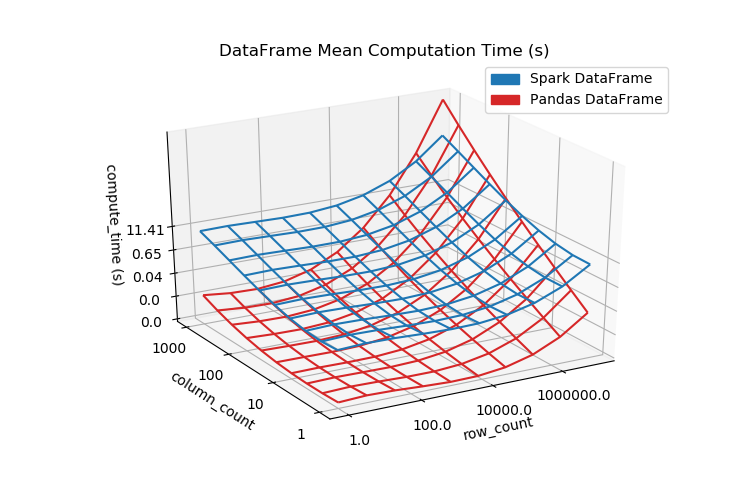 DataFrame Mean Computation Time (s)
Spark DataFrame
Pandas DataFrame
compute_time (s)
11.41
0.65
0.04
0.0
0.0
1000
100
10
1
column_count
1.0
100.0
10000.0
1000000.0
row_count